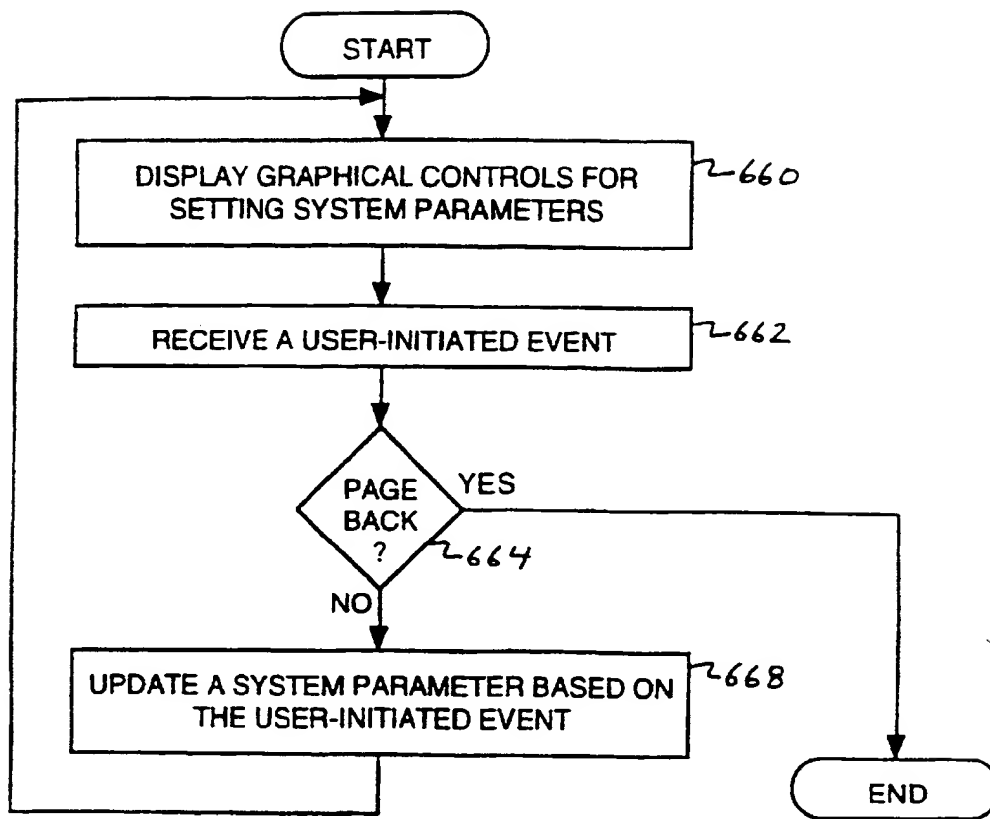 START
DISPLAY GRAPHICAL CONTROLS FOR
SETTING SYSTEM PARAMETERS
660
RECEIVE A USER-INITIATED EVENT
662
PAGE
BACK
?
YES
664
NO
UPDATE A SYSTEM PARAMETER BASED ON
THE USER-INITIATED EVENT
668
END